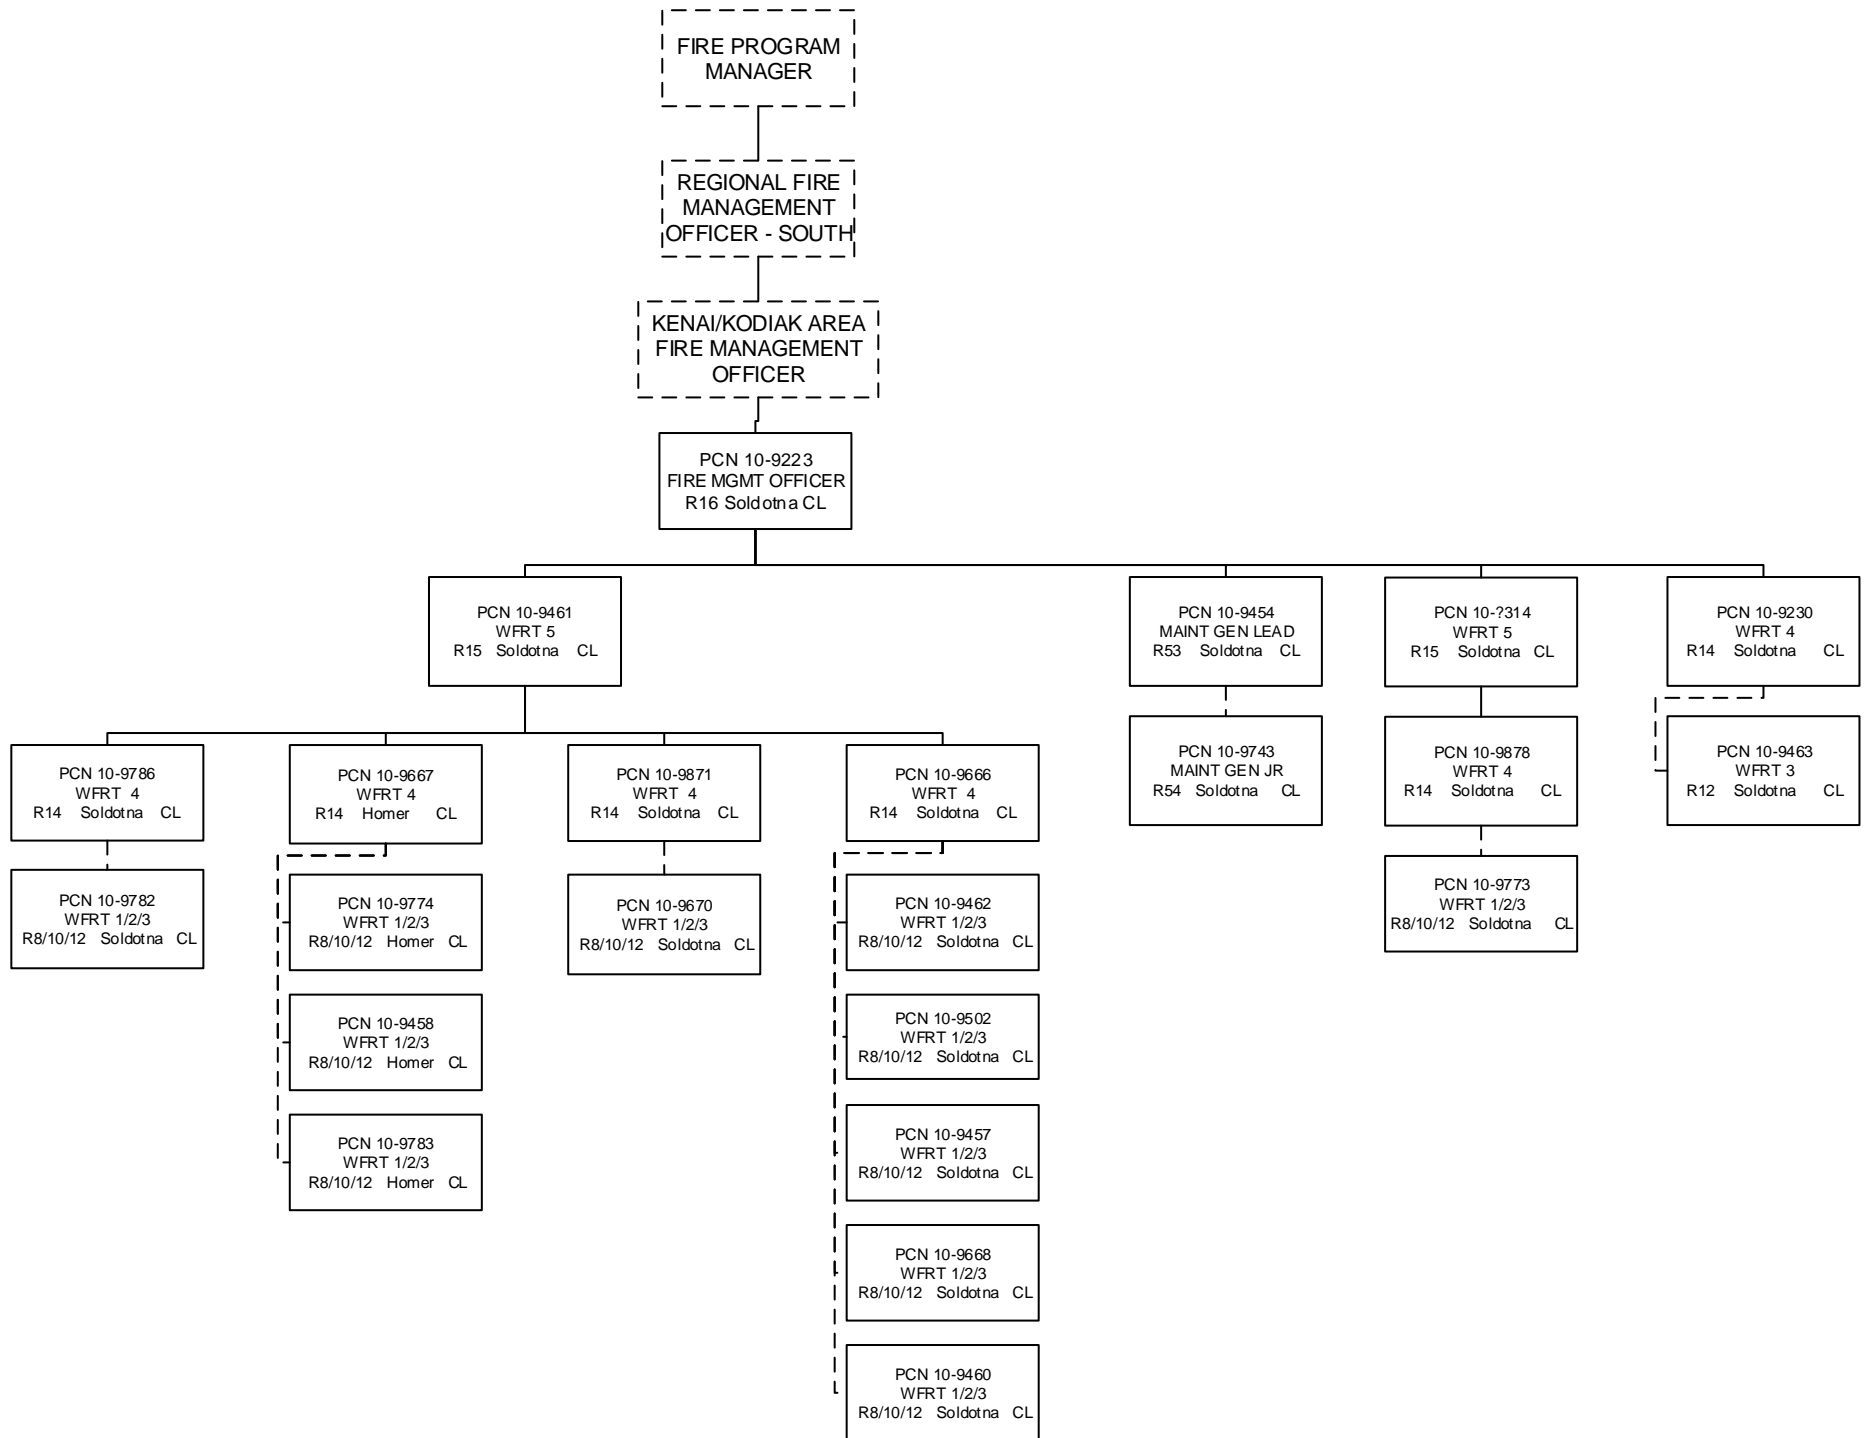 FIRE PROGRAM
MANAGER
REGIONAL FIRE
MANAGEMENT
OFFICER - SOUTH
KENAI/KODIAK AREA
FIRE MANAGEMENT
OFFICER
PCN 10-9223
FIRE MGMT OFFICER
R16 Soldotna CL
PCN 10-9461
WFRT 5
R15 Soldotna CL
PCN 10-9454
MAINT GEN LEAD
R53 Soldotna CL
PCN 10-?314
WFRT 5
R15 Soldotna CL
PCN 10-9230
WFRT 4
R14 Soldotna CL
PCN 10-9743
MAINT GEN JR
R54 Soldotna CL
PCN 10-9878
WFRT 4
R14 Soldotna CL
PCN 10-9463
WFRT 3
R12 Soldotna CL
PCN 10-9786
WFRT 4
R14 Soldotna CL
PCN 10-9667
WFRT 4
R14 Homer CL
PCN 10-9871
WFRT 4
R14 Soldotna CL
PCN 10-9666
WFRT 4
R14 Soldotna CL
PCN 10-9773
WFRT 1/2/3
R8/10/12 Soldotna CL
PCN 10-9782
WFRT 1/2/3
R8/10/12 Soldotna CL
PCN 10-9774
WFRT 1/2/3
R8/10/12 Homer CL
PCN 10-9670
WFRT 1/2/3
R8/10/12 Soldotna CL
PCN 10-9462
WFRT 1/2/3
R8/10/12 Soldotna CL
PCN 10-9458
WFRT 1/2/3
R8/10/12 Homer CL
PCN 10-9502
WFRT 1/2/3
R8/10/12 Soldotna CL
PCN 10-9783
WFRT 1/2/3
R8/10/12 Homer CL
PCN 10-9457
WFRT 1/2/3
R8/10/12 Soldotna CL
PCN 10-9668
WFRT 1/2/3
R8/10/12 Soldotna CL
PCN 10-9460
WFRT 1/2/3
R8/10/12 Soldotna CL